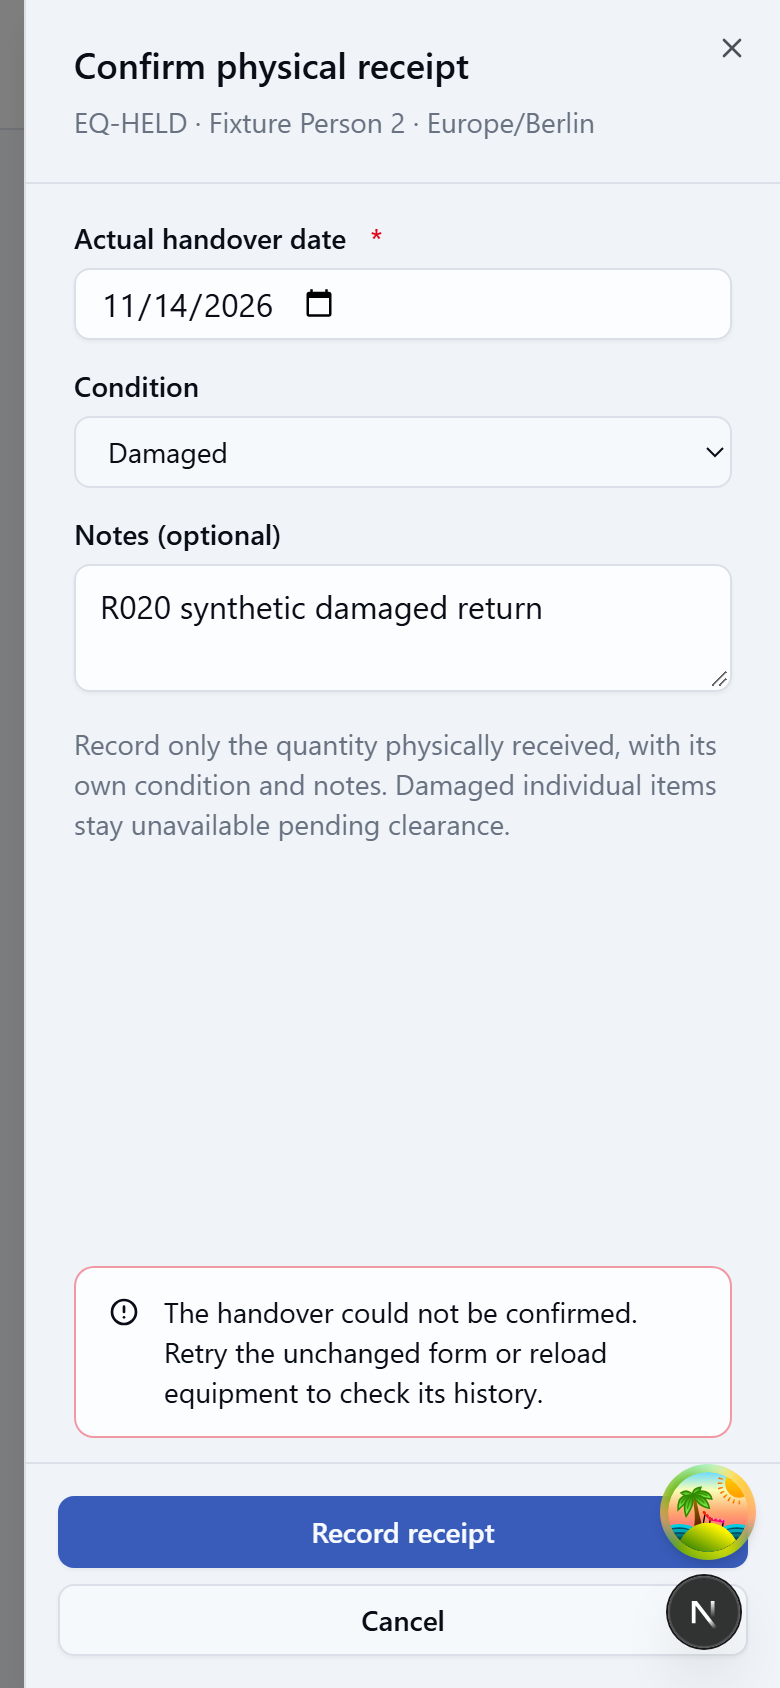 Confirm physical receipt
EQ-HELD · Fixture Person 2 · Europe/Berlin
Actual handover date *
11/14/2026
Condition
Damaged
Notes (optional)
R020 synthetic damaged return
Record only the quantity physically received, with its
own condition and notes. Damaged individual items
stay unavailable pending clearance.
The handover could not be confirmed.
Retry the unchanged form or reload
equipment to check its history.
Record receipt
Cancel
N